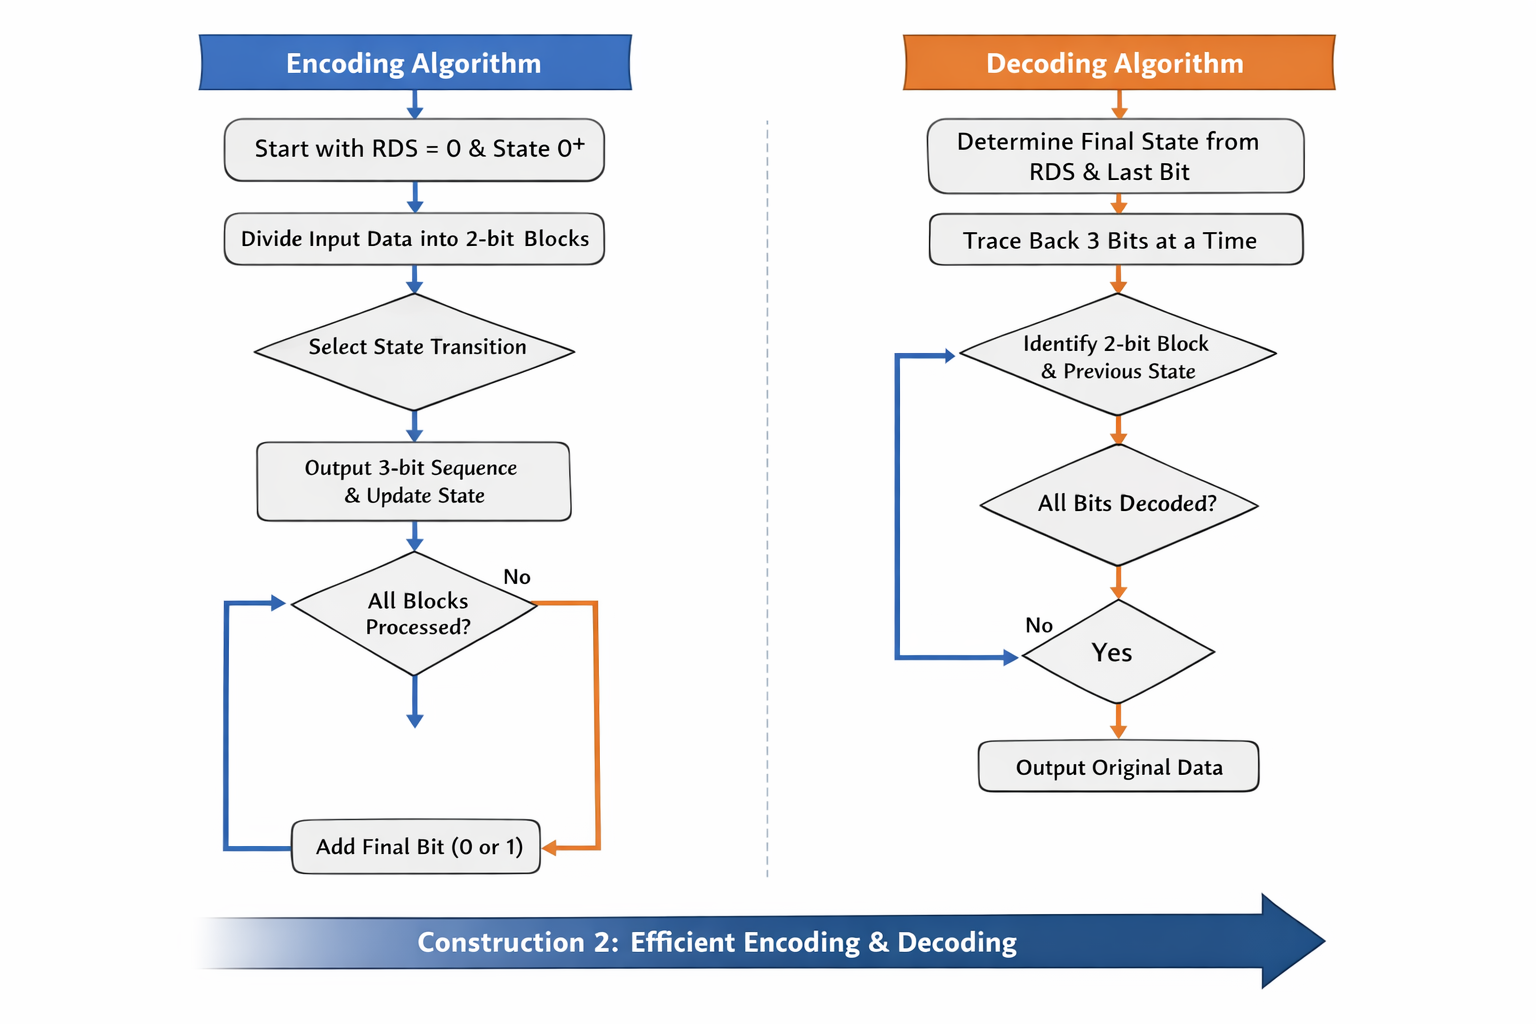 Encoding Algorithm
Start with RDS = 0 & State 0⁺
Divide Input Data into 2-bit Blocks
Select State Transition
Output 3-bit Sequence
& Update State
No
All Blocks
Processed?
Add Final Bit (0 or 1)
Decoding Algorithm
Determine Final State from
RDS & Last Bit
Trace Back 3 Bits at a Time
Identify 2-bit Block
& Previous State
All Bits Decoded?
No
Yes
Output Original Data
Construction 2: Efficient Encoding & Decoding